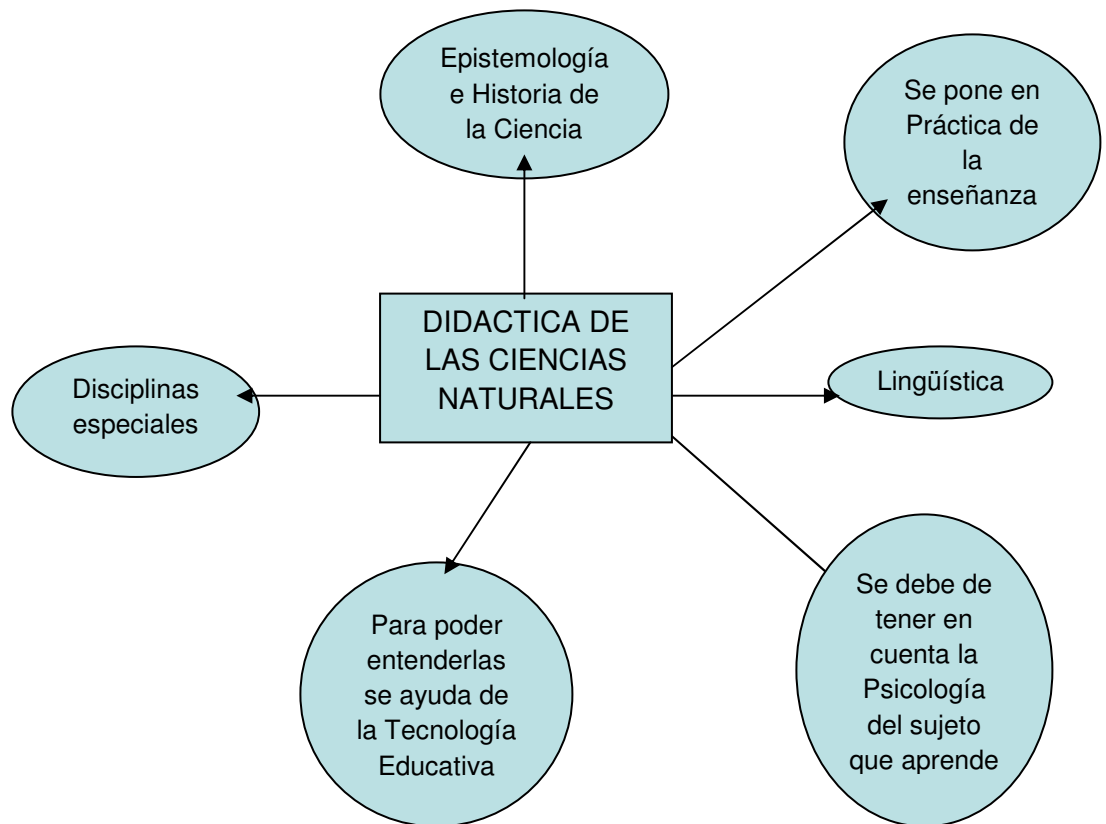 Epistemología
e Historia de
la Ciencia
Se pone en
Práctica de
la
enseñanza
DIDACTICA DE
LAS CIENCIAS
NATURALES
Disciplinas
especiales
Lingüística
Para poder
entenderlas
se ayuda de
la Tecnología
Educativa
Se debe de
tener en
cuenta la
Psicología
del sujeto
que aprende